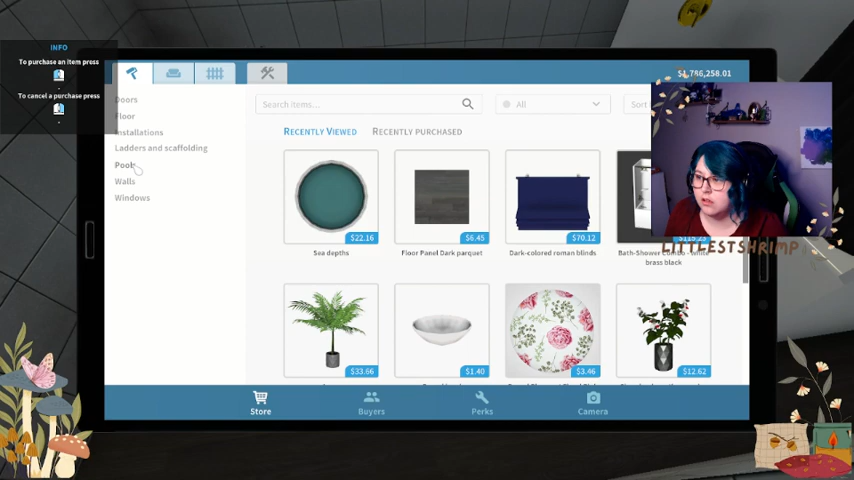 INFO
To purchase an item press
-
To cancel a purchase press
-
Doors
Floor
Installations
Ladders and scaffolding
Pools
Walls
Windows
Search items...
All
Sort
RECENTLY VIEWED
RECENTLY PURCHASED
$22.16
Sea depths
$6.45
Floor Panel Dark parquet
$70.12
Dark-colored roman blinds
Bath-Shower Combo - white
brass black
LITTLESTSHRIMP
$33.66
$1.40
$3.46
$12.62
Store
Buyers
Perks
Camera